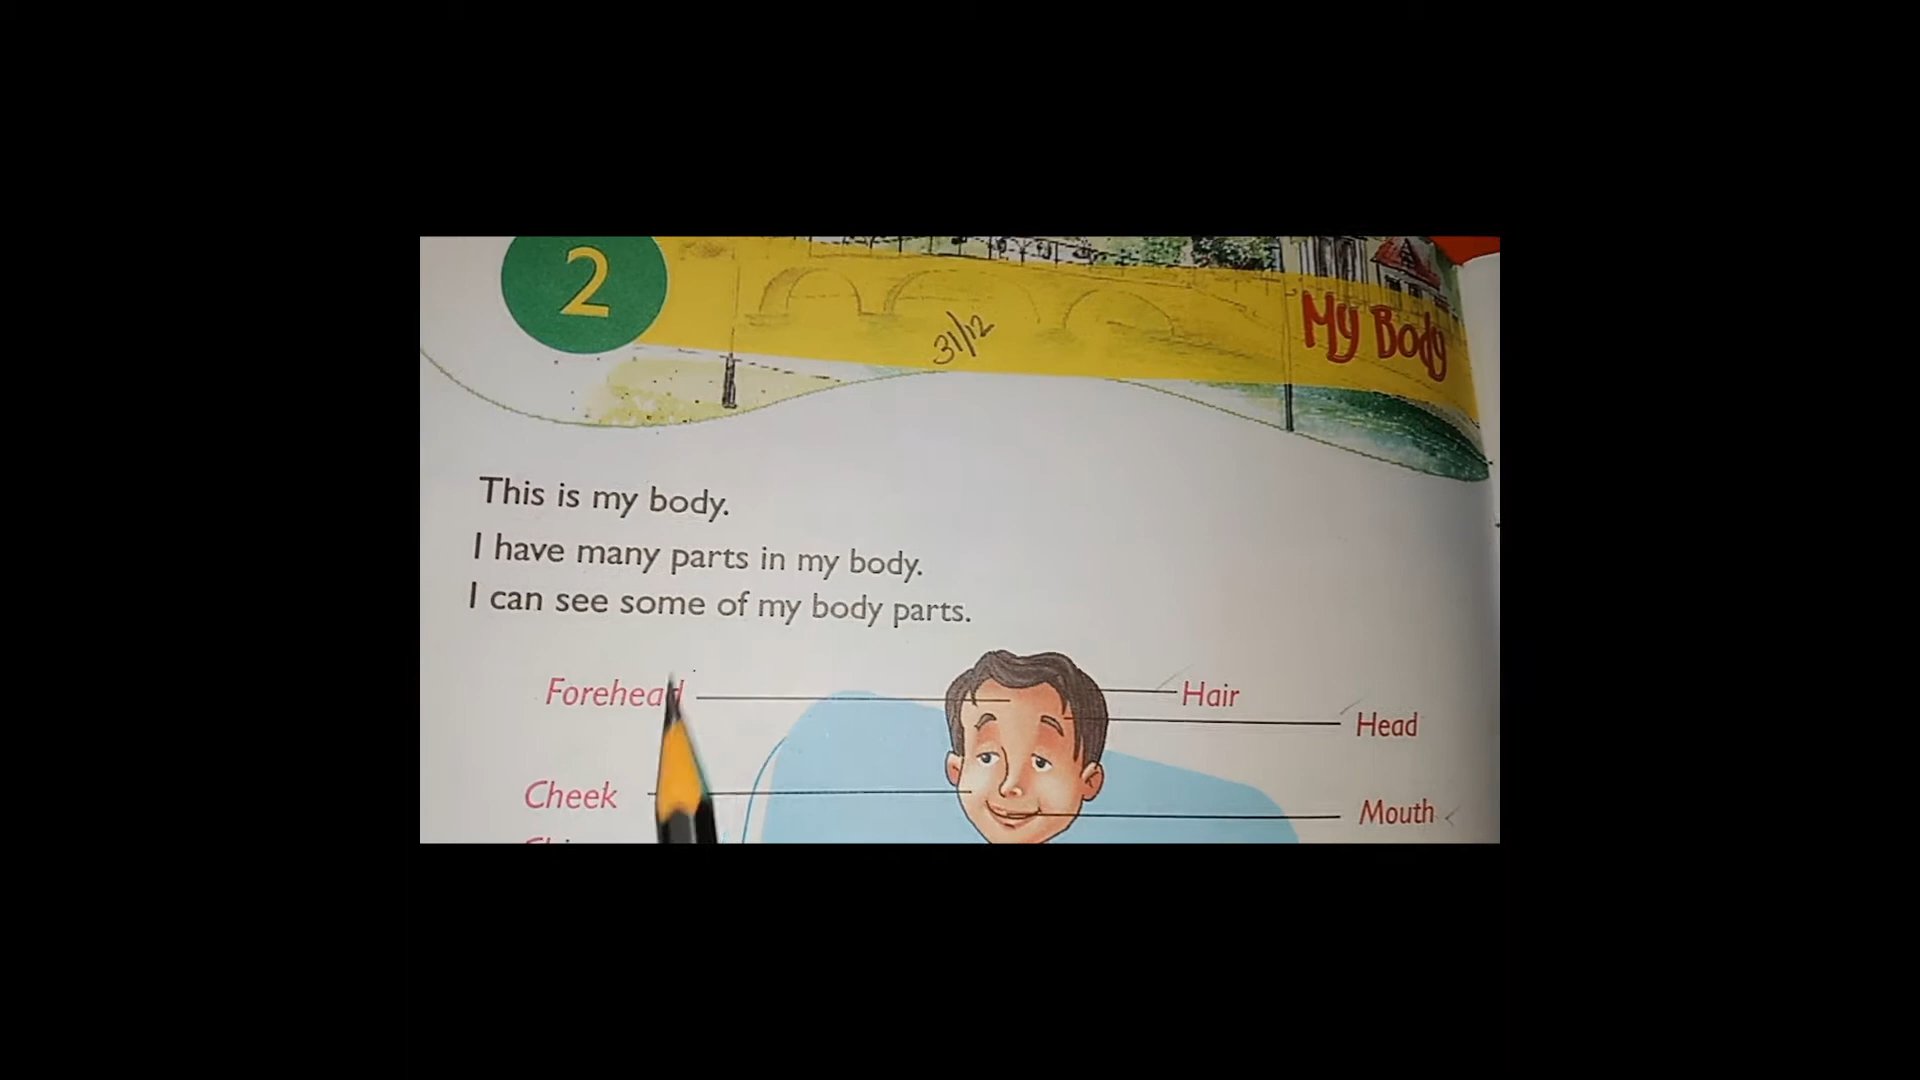 2
31/12
My Body
This is my body.
I have many parts in my body.
I can see some of my body parts.
Forehead
Hair
Head
Cheek
Mouth